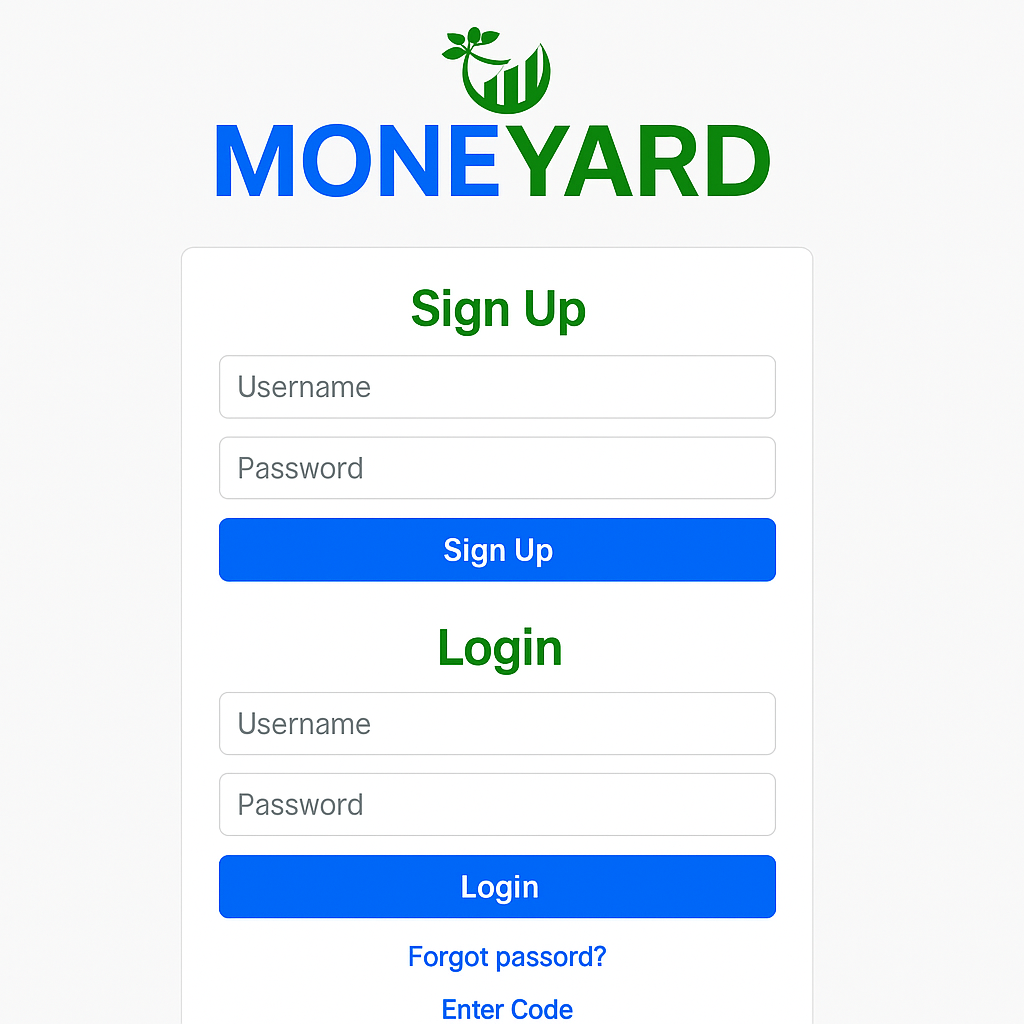 MONEYARD
Sign Up
Username
Password
Sign Up
Login
Username
Password
Login
Forgot passord?
Enter Code